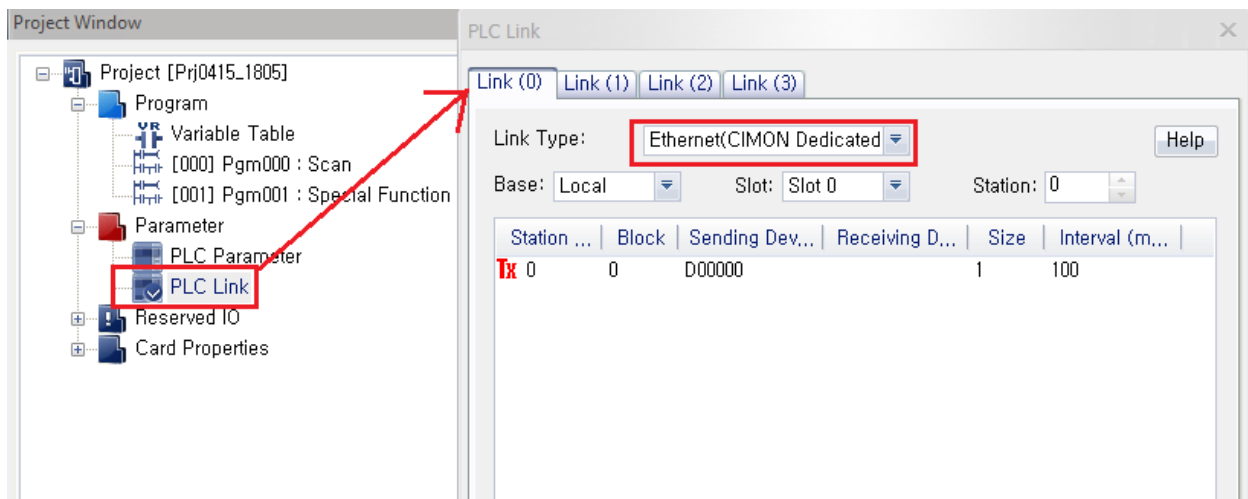 Project Window
Project [Prj0415_1805]
Program
Variable Table
[000] Pgm000 : Scan
[001] Pgm001 : Special Function
Parameter
PLC Parameter
PLC Link
Reserved IO
Card Properties
PLC Link
Link (0) Link (1) Link (2) Link (3)
Link Type: Ethernet(CIMON Dedicated Help
Base: Local Slot: Slot 0 Station: 0
Station ... Block Sending Dev... Receiving D... Size Interval (m...
Tx 0 0 D00000 1 100